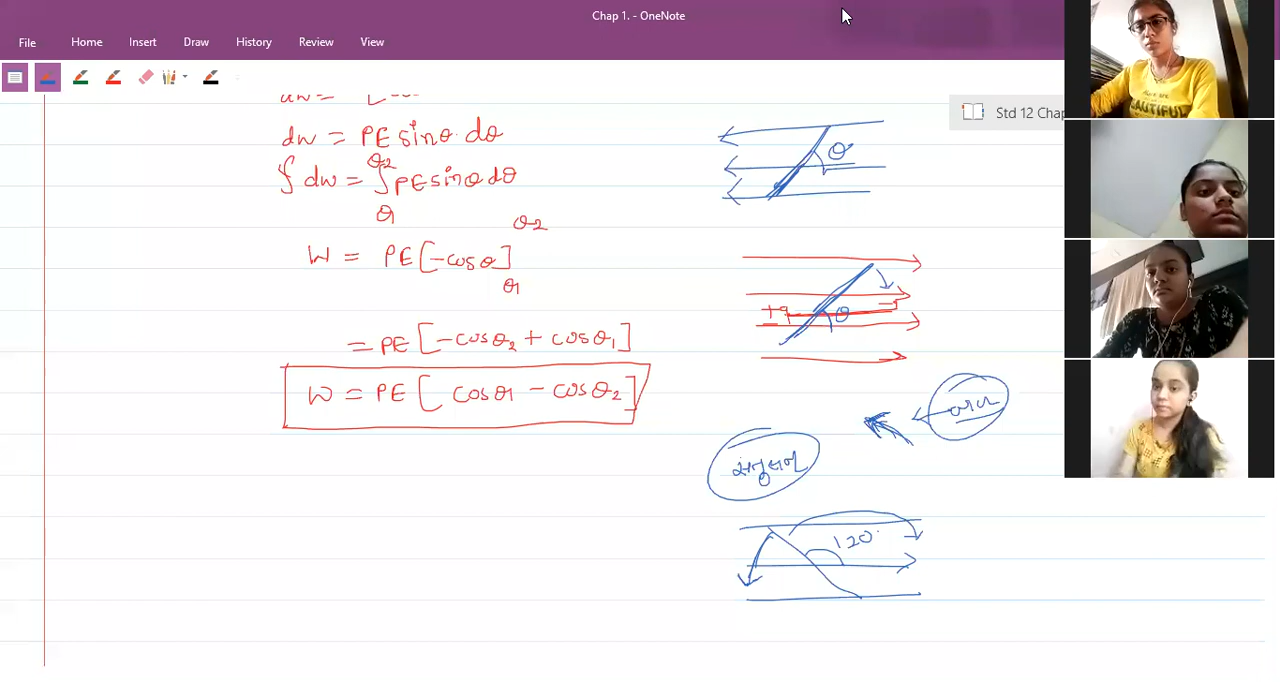 Chap 1. - OneNote
File Home Insert Draw History Review View
Std 12 Chap
dw = PE sinθ. dθ
∫ dw = ∫ PE sinθ dθ
θ2
θ1
W = PE [-cosθ]
θ2
θ1
= PE [-cosθ2 + cosθ1]
W = PE [ cosθ1 - cosθ2 ]
θ
+q
θ
120°
BEAUTIFUL